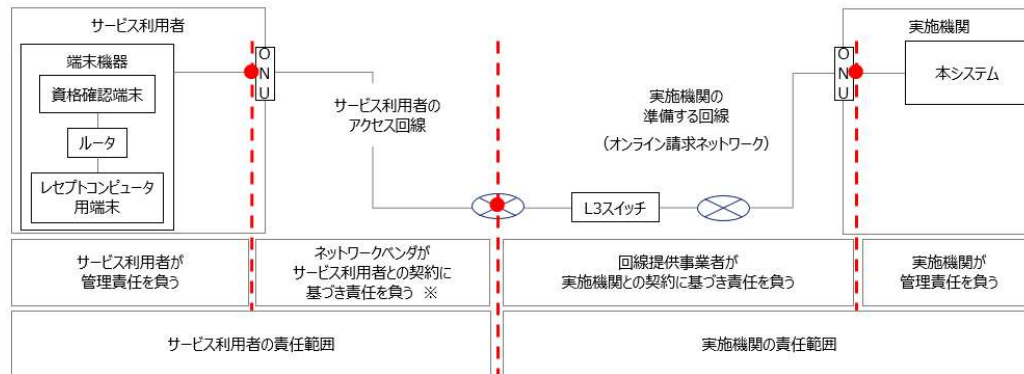 サービス利用者
端末機器
資格確認端末
ルータ
レセプトコンピュータ
用端末
ONU
サービス利用者の
アクセス回線
実施機関の
準備する回線
（オンライン請求ネットワーク）
L3スイッチ
ONU
実施機関
本システム
サービス利用者が
管理責任を負う
ネットワークベンダが
サービス利用者との契約に
基づき責任を負う ※
回線提供事業者が
実施機関との契約に基づき責任を負う
実施機関が
管理責任を負う
サービス利用者の責任範囲
実施機関の責任範囲